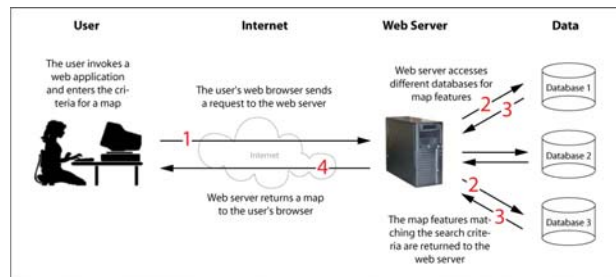 User
Internet
Web Server
Data
The user invokes a
web application
and enters the cri-
teria for a map
The user's web browser sends
a request to the web server
Web server accesses
different databases for
map features
1
Internet
4
Web server returns a map
to the user's browser
2
3
2
3
The map features mat-
ching the search crite-
ria are returned to the
web server
Database 1
Database 2
Database 3